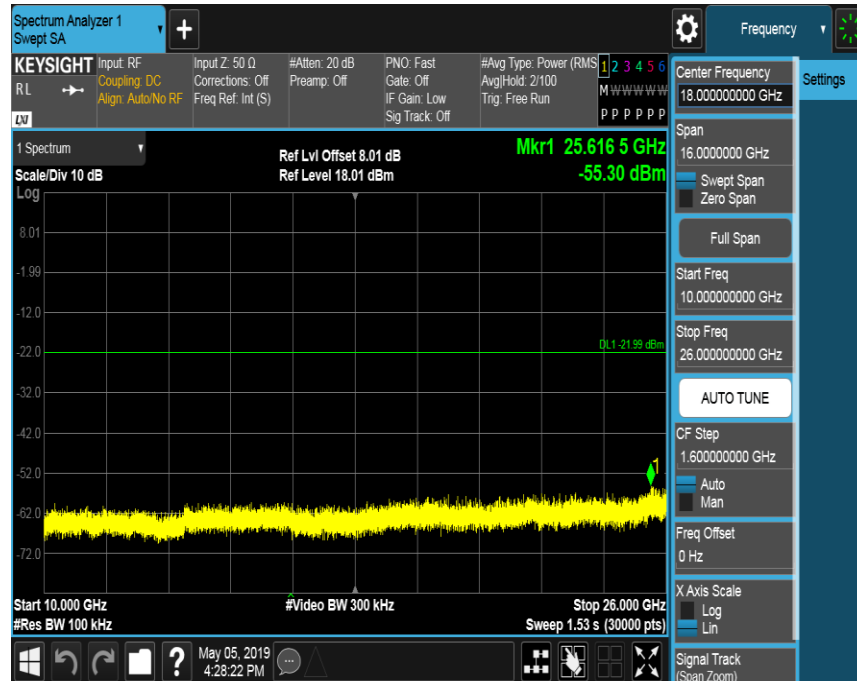 Spectrum Analyzer 1
Swept SA
+
Frequency
KEYSIGHT
RL
LXI
Input: RF
Coupling: DC
Align: Auto/No RF
Input Z: 50 Ω
Corrections: Off
Freq Ref: Int (S)
#Atten: 20 dB
Preamp: Off
PNO: Fast
Gate: Off
IF Gain: Low
Sig Track: Off
#Avg Type: Power (RMS
Avg|Hold: 2/100
Trig: Free Run
1 2 3 4 5 6
M W W W W W
P P P P P P
Center Frequency
18.000000000 GHz
Settings
1 Spectrum
Scale/Div 10 dB
Ref Lvl Offset 8.01 dB
Ref Level 18.01 dBm
Mkr1 25.616 5 GHz
-55.30 dBm
Log
8.01
-1.99
-12.0
-22.0
-32.0
-42.0
-52.0
-62.0
-72.0
DL1 -21.99 dBm
1
Start 10.000 GHz
#Res BW 100 kHz
#Video BW 300 kHz
Stop 26.000 GHz
Sweep 1.53 s (30000 pts)
Span
16.0000000 GHz
Swept Span
Zero Span
Full Span
Start Freq
10.000000000 GHz
Stop Freq
26.000000000 GHz
AUTO TUNE
CF Step
1.600000000 GHz
Auto
Man
Freq Offset
0 Hz
X Axis Scale
Log
Lin
Signal Track
(Span Zoom)
?
May 05, 2019
4:28:22 PM